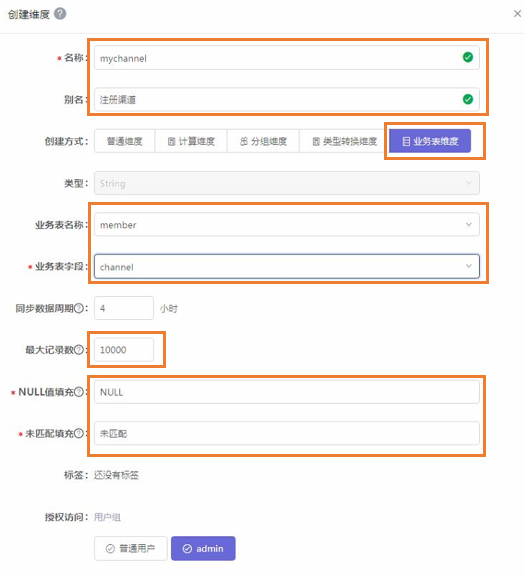 创建维度 ?
* 名称: mychannel
别名: 注册渠道
创建方式: 普通维度 计算维度 分组维度 类型转换维度 业务表维度
类型: String
业务表名称: member
* 业务表字段: channel
同步数据周期?: 4 小时
最大记录数?: 10000
* NULL值填充?: NULL
* 未匹配填充?: 未匹配
标签: 还没有标签
授权访问: 用户组
普通用户 admin